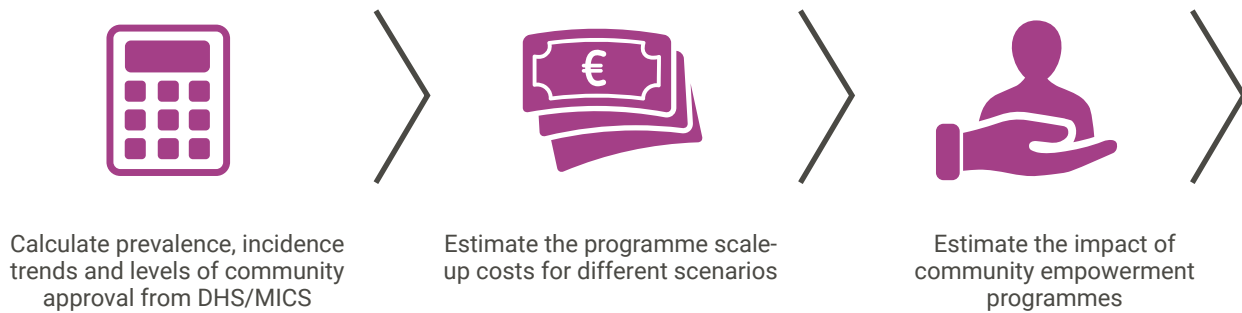 €
Calculate prevalence, incidence
trends and levels of community
approval from DHS/MICS
Estimate the programme scale-
up costs for different scenarios
Estimate the impact of
community empowerment
programmes